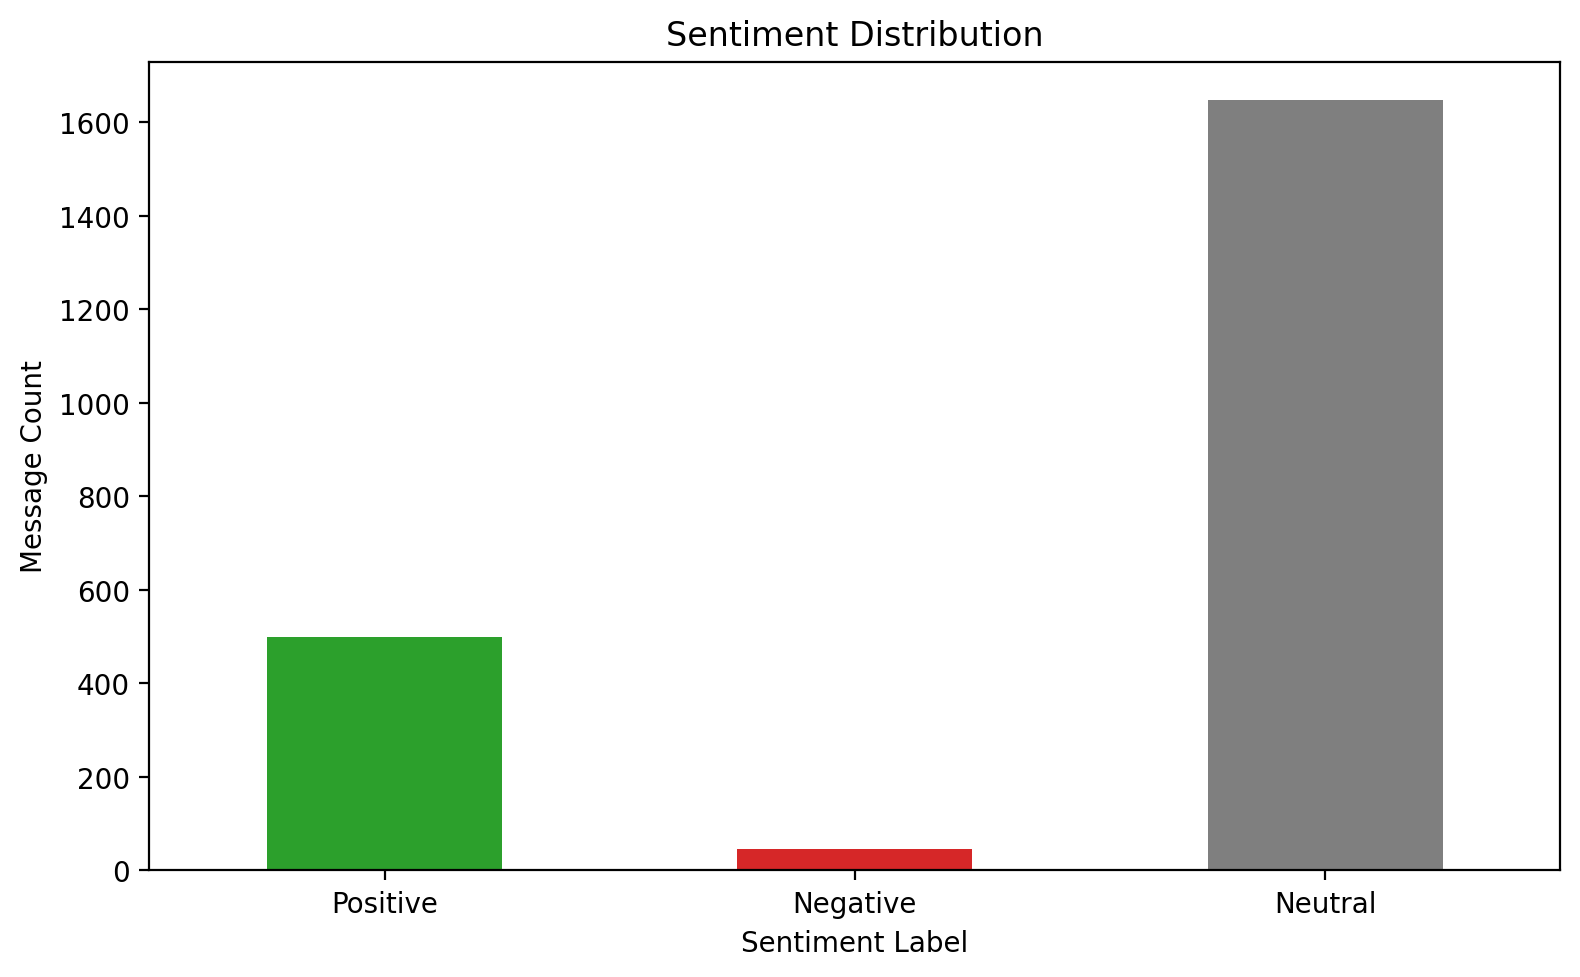 Sentiment Distribution
Message Count
1600
1400
1200
1000
800
600
400
200
0
Positive Negative Neutral
Sentiment Label